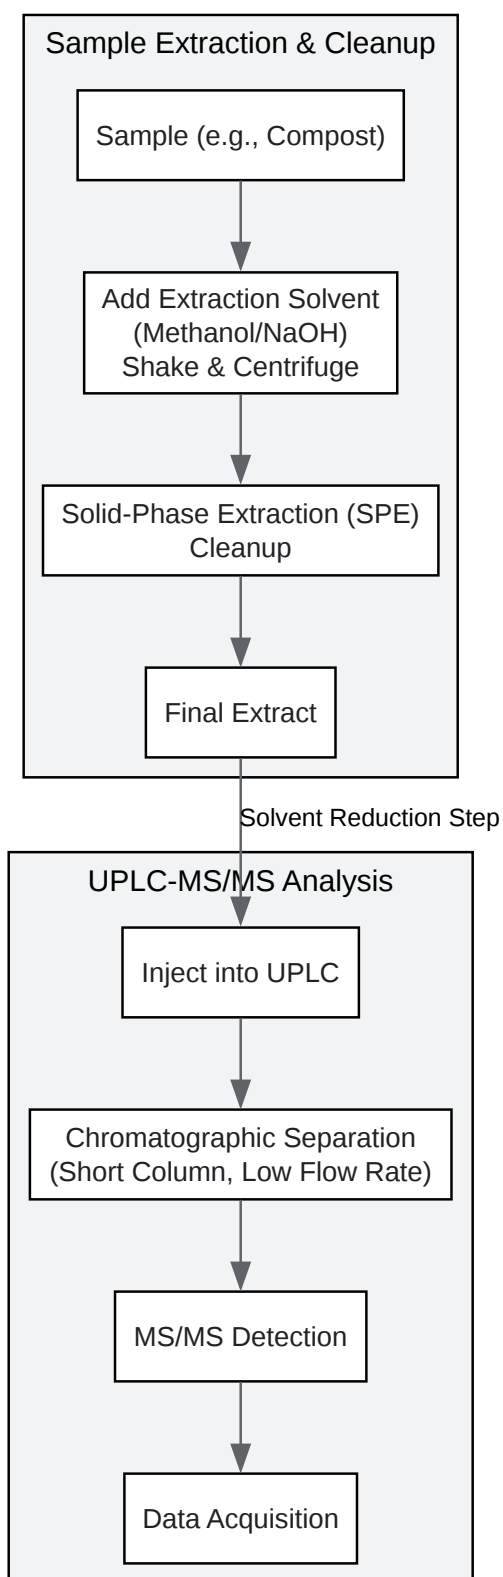 Sample Extraction & Cleanup
Sample (e.g., Compost)
Add Extraction Solvent
(Methanol/NaOH)
Shake & Centrifuge
Solid-Phase Extraction (SPE)
Cleanup
Final Extract
Solvent Reduction Step
UPLC-MS/MS Analysis
Inject into UPLC
Chromatographic Separation
(Short Column, Low Flow Rate)
MS/MS Detection
Data Acquisition